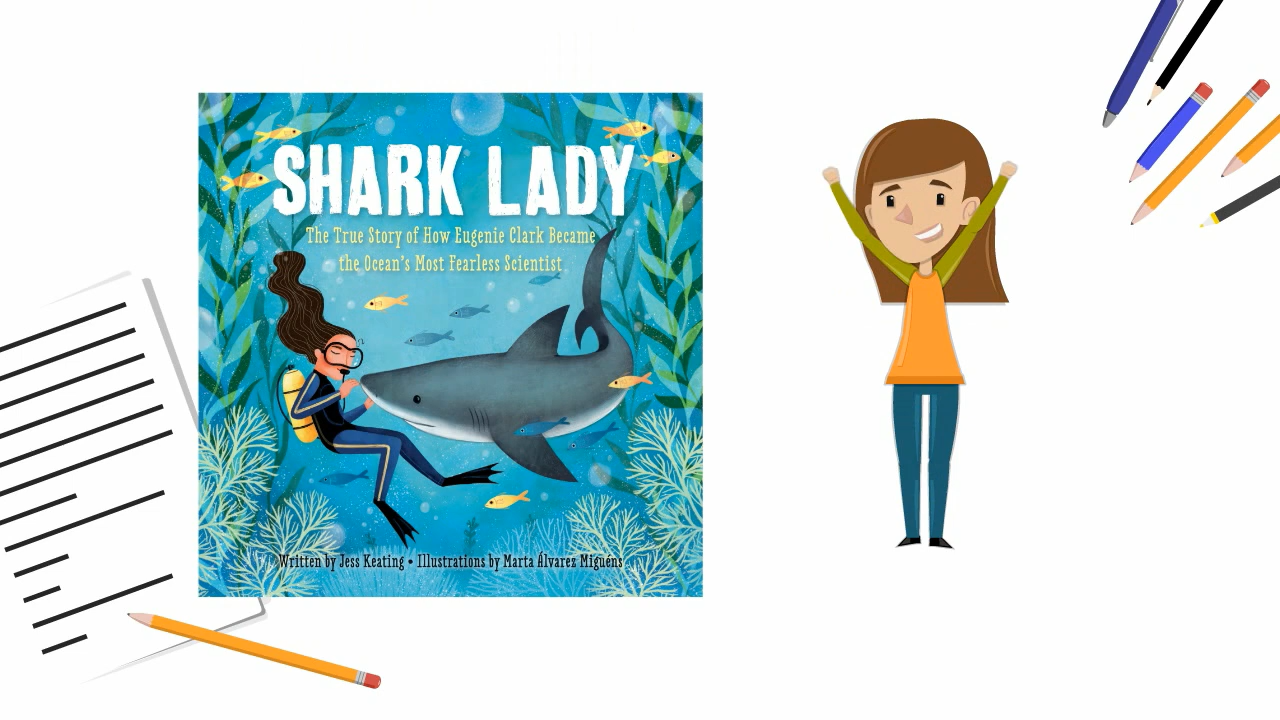 SHARK LADY
The True Story of How Eugenie Clark Became
the Ocean's Most Fearless Scientist
Written by Jess Keating • Illustrations by Marta Álvarez Miguéns